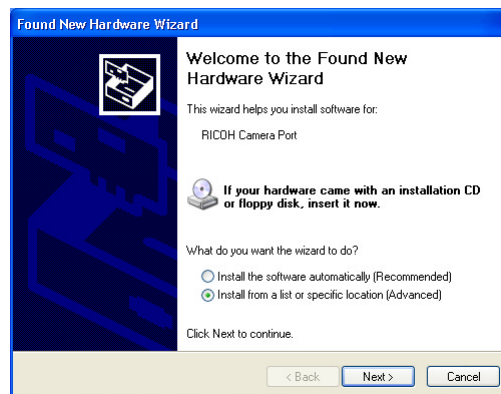 Found New Hardware Wizard
Welcome to the Found New
Hardware Wizard
This wizard helps you install software for:
RICOH Camera Port
If your hardware came with an installation CD
or floppy disk, insert it now.
What do you want the wizard to do?
Install the software automatically (Recommended)
Install from a list or specific location (Advanced)
Click Next to continue.
< Back
Next >
Cancel